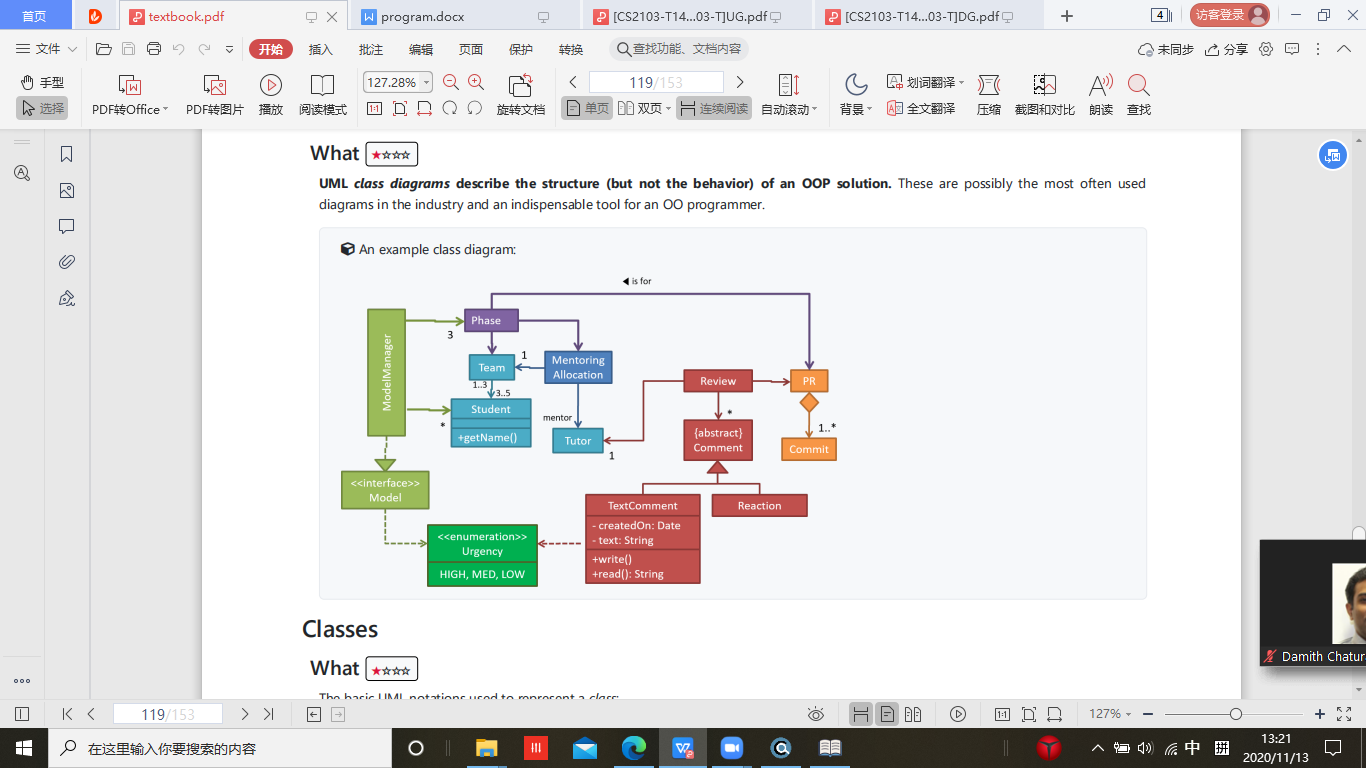 首页
textbook.pdf
program.docx
[CS2103-T14...03-T]UG.pdf
[CS2103-T14...03-T]DG.pdf
4
访客登录
文件
开始
插入
批注
编辑
页面
保护
转换
查找功能、文档内容
未同步
分享
手型
选择
PDF转Office
PDF转图片
播放
阅读模式
127.28%
旋转文档
119/153
单页
双页
连续阅读
自动滚动
背景
划词翻译
全文翻译
压缩
截图和对比
朗读
查找
What ★☆☆☆
UML class diagrams describe the structure (but not the behavior) of an OOP solution. These are possibly the most often used
diagrams in the industry and an indispensable tool for an OO programmer.
An example class diagram:
◀ is for
ModelManager
3
Phase
Team
1
Mentoring
Allocation
1..3
3..5
Student
+getName()
*
mentor
Tutor
1
Review
PR
*
{abstract}
Comment
1..*
Commit
<<interface>>
Model
<<enumeration>>
Urgency
HIGH, MED, LOW
TextComment
- createdOn: Date
- text: String
+write()
+read(): String
Reaction
Classes
What ★☆☆☆
The basic UML notations used to represent a class:
Damith Chatur
119/153
127%
在这里输入你要搜索的内容
中
拼
13:21
2020/11/13